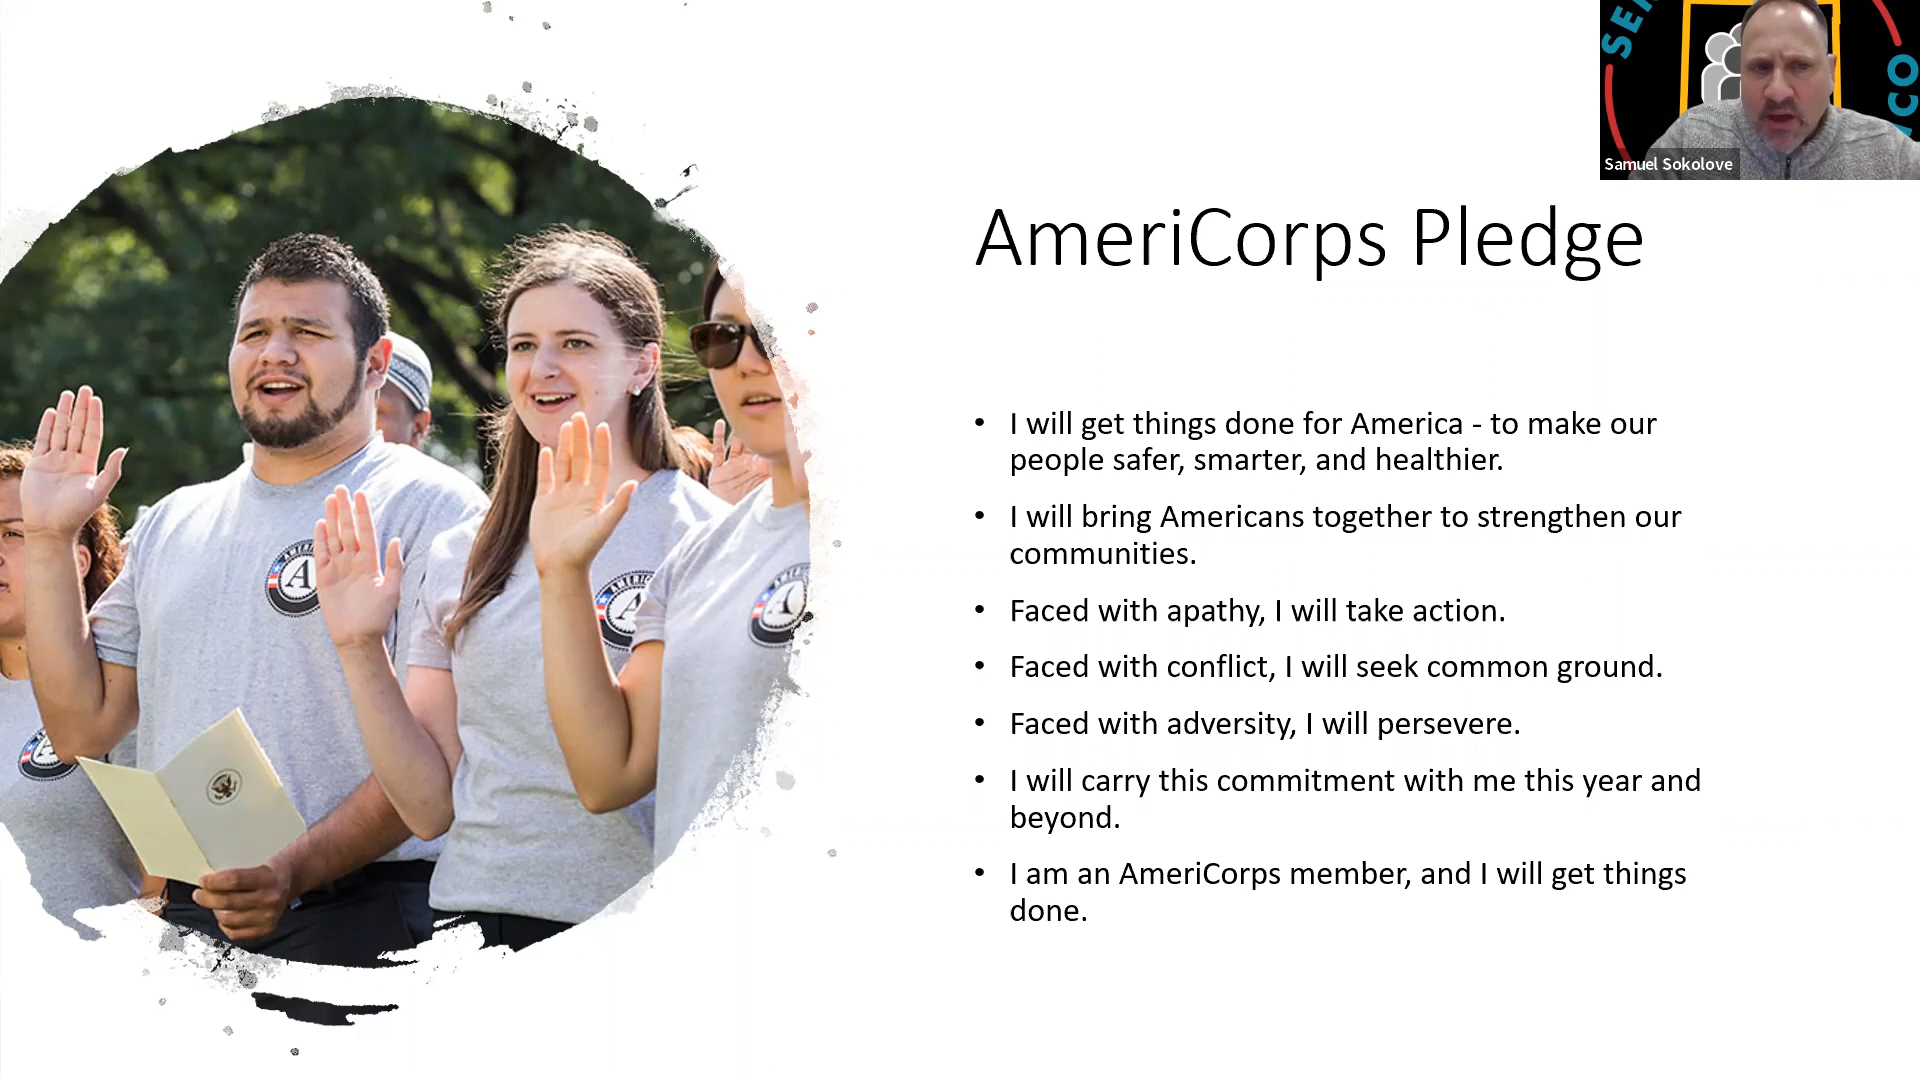 SER
ICO
Samuel Sokolove
AmeriCorps Pledge
• I will get things done for America - to make our
people safer, smarter, and healthier.
• I will bring Americans together to strengthen our
communities.
• Faced with apathy, I will take action.
• Faced with conflict, I will seek common ground.
• Faced with adversity, I will persevere.
• I will carry this commitment with me this year and
beyond.
• I am an AmeriCorps member, and I will get things
done.